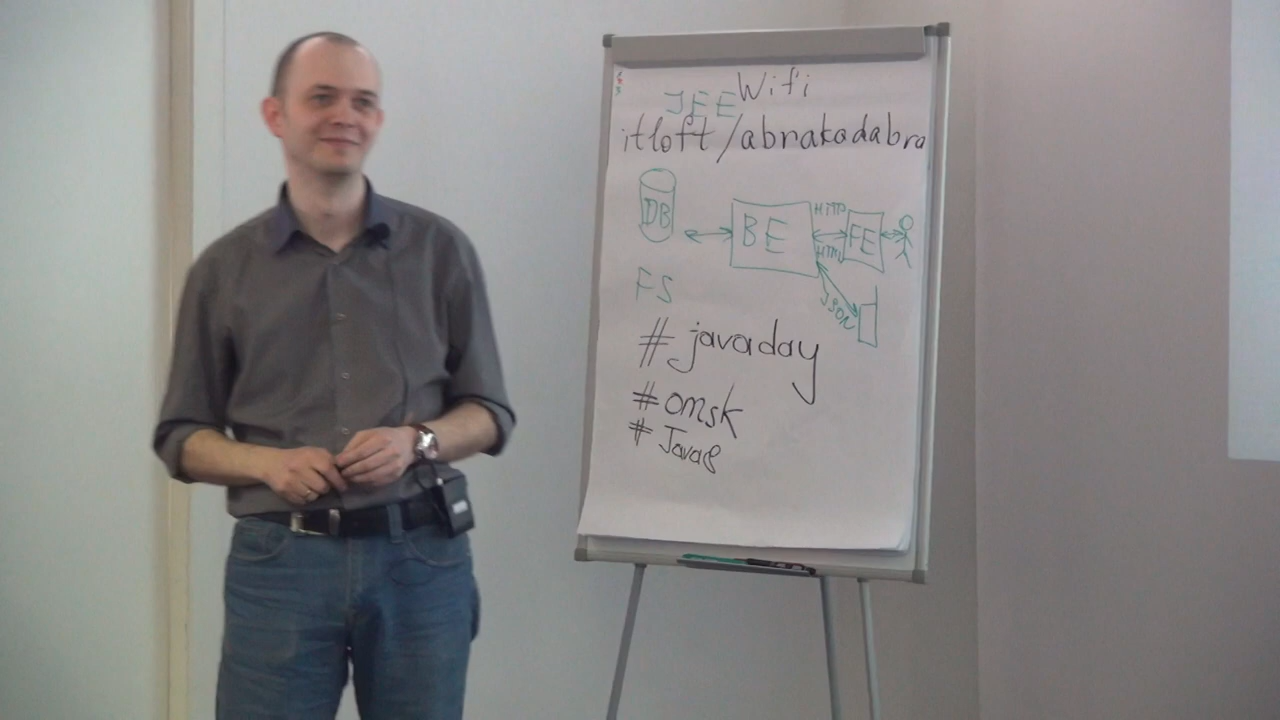 Wifi
JEE
itloft/abrakadabra
DB
BE
HTTP
HTML
FE
JSON
FS
#javaday
#omsk
#Java8